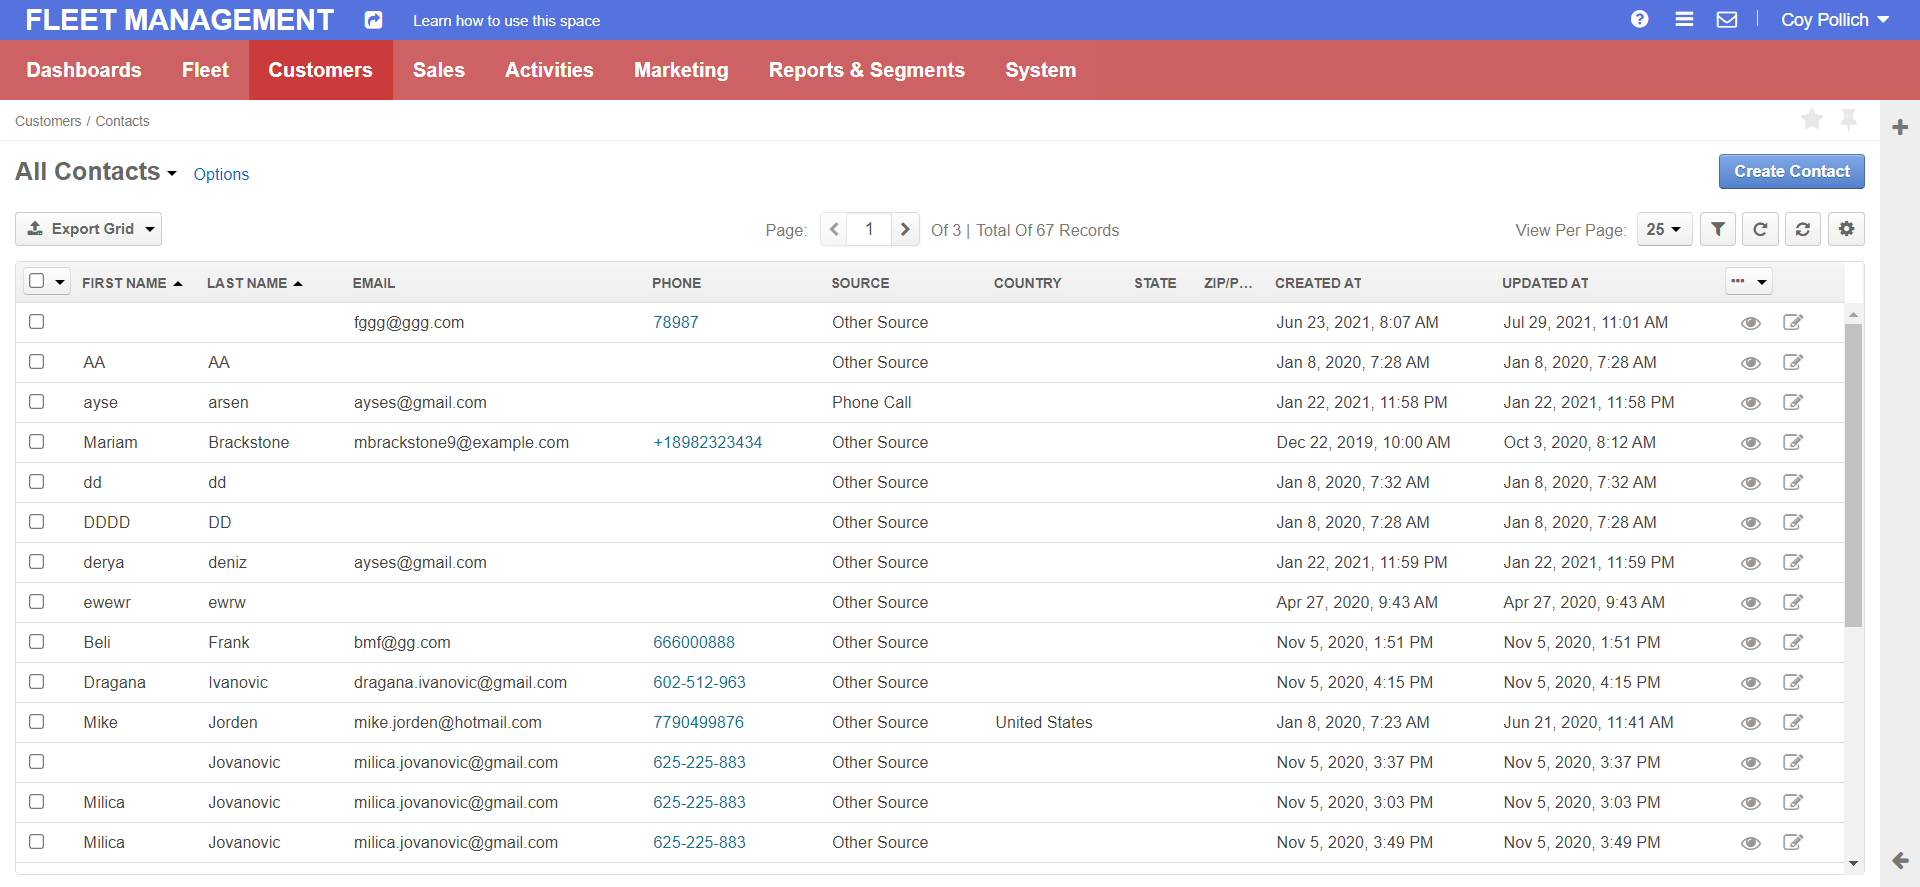 FLEET MANAGEMENT Learn how to use this space Coy Pollich
Dashboards Fleet Customers Sales Activities Marketing Reports & Segments System
Customers / Contacts
All Contacts Options Create Contact
Export Grid Page: 1 Of 3 | Total Of 67 Records View Per Page: 25
FIRST NAME LAST NAME EMAIL PHONE SOURCE COUNTRY STATE ZIP/P... CREATED AT UPDATED AT
fggg@ggg.com 78987 Other Source Jun 23, 2021, 8:07 AM Jul 29, 2021, 11:01 AM
AA AA Other Source Jan 8, 2020, 7:28 AM Jan 8, 2020, 7:28 AM
ayse arsen ayses@gmail.com Phone Call Jan 22, 2021, 11:58 PM Jan 22, 2021, 11:58 PM
Mariam Brackstone mbrackstone9@example.com +18982323434 Other Source Dec 22, 2019, 10:00 AM Oct 3, 2020, 8:12 AM
dd dd Other Source Jan 8, 2020, 7:32 AM Jan 8, 2020, 7:32 AM
DDDD DD Other Source Jan 8, 2020, 7:28 AM Jan 8, 2020, 7:28 AM
derya deniz ayses@gmail.com Other Source Jan 22, 2021, 11:59 PM Jan 22, 2021, 11:59 PM
ewewr ewrw Other Source Apr 27, 2020, 9:43 AM Apr 27, 2020, 9:43 AM
Beli Frank bmf@gg.com 666000888 Other Source Nov 5, 2020, 1:51 PM Nov 5, 2020, 1:51 PM
Dragana Ivanovic dragana.ivanovic@gmail.com 602-512-963 Other Source Nov 5, 2020, 4:15 PM Nov 5, 2020, 4:15 PM
Mike Jorden mike.jorden@hotmail.com 7790499876 Other Source United States Jan 8, 2020, 7:23 AM Jun 21, 2020, 11:41 AM
Jovanovic milica.jovanovic@gmail.com 625-225-883 Other Source Nov 5, 2020, 3:37 PM Nov 5, 2020, 3:37 PM
Milica Jovanovic milica.jovanovic@gmail.com 625-225-883 Other Source Nov 5, 2020, 3:03 PM Nov 5, 2020, 3:03 PM
Milica Jovanovic milica.jovanovic@gmail.com 625-225-883 Other Source Nov 5, 2020, 3:49 PM Nov 5, 2020, 3:49 PM